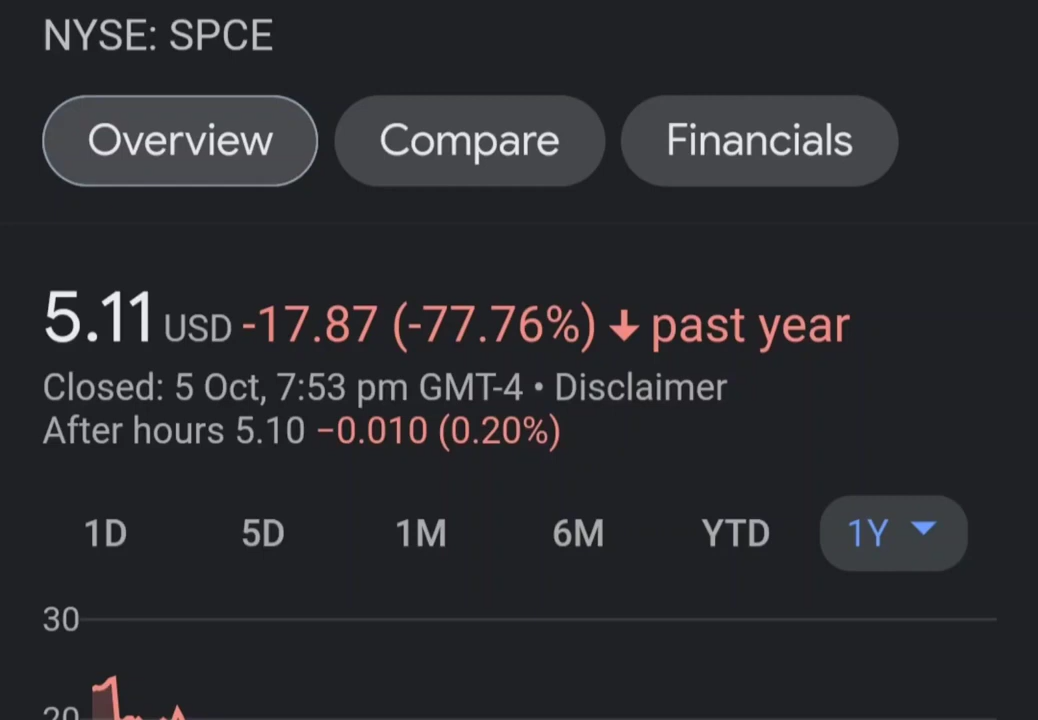 NYSE: SPCE
Overview Compare Financials
5.11 USD -17.87 (-77.76%) ↓ past year
Closed: 5 Oct, 7:53 pm GMT-4 • Disclaimer
After hours 5.10 −0.010 (0.20%)
1D 5D 1M 6M YTD 1Y
30
20